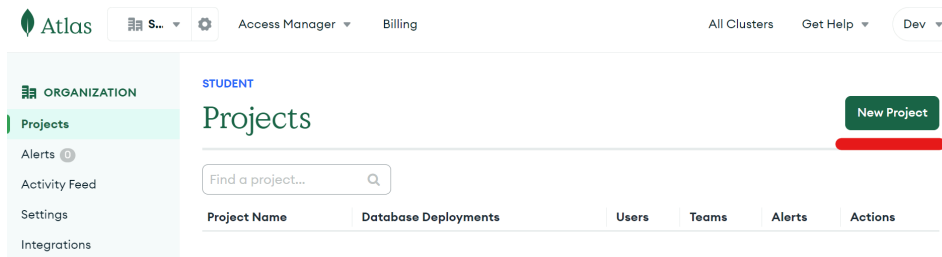 Atlas S... Access Manager Billing All Clusters Get Help Dev
ORGANIZATION
Projects
Alerts 0
Activity Feed
Settings
Integrations
STUDENT
Projects
New Project
Find a project...
Project Name Database Deployments Users Teams Alerts Actions